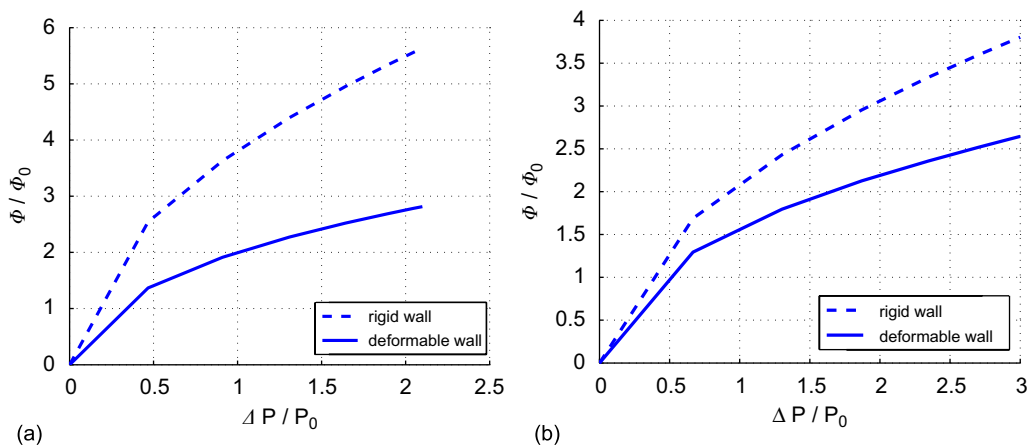 6
5
4
3
2
1
0
Φ / Φ0
0 0.5 1 1.5 2 2.5
Δ P / P0
rigid wall
deformable wall
(a)
4
3.5
3
2.5
2
1.5
1
0.5
0
Φ / Φ0
0 0.5 1 1.5 2 2.5 3
Δ P / P0
rigid wall
deformable wall
(b)